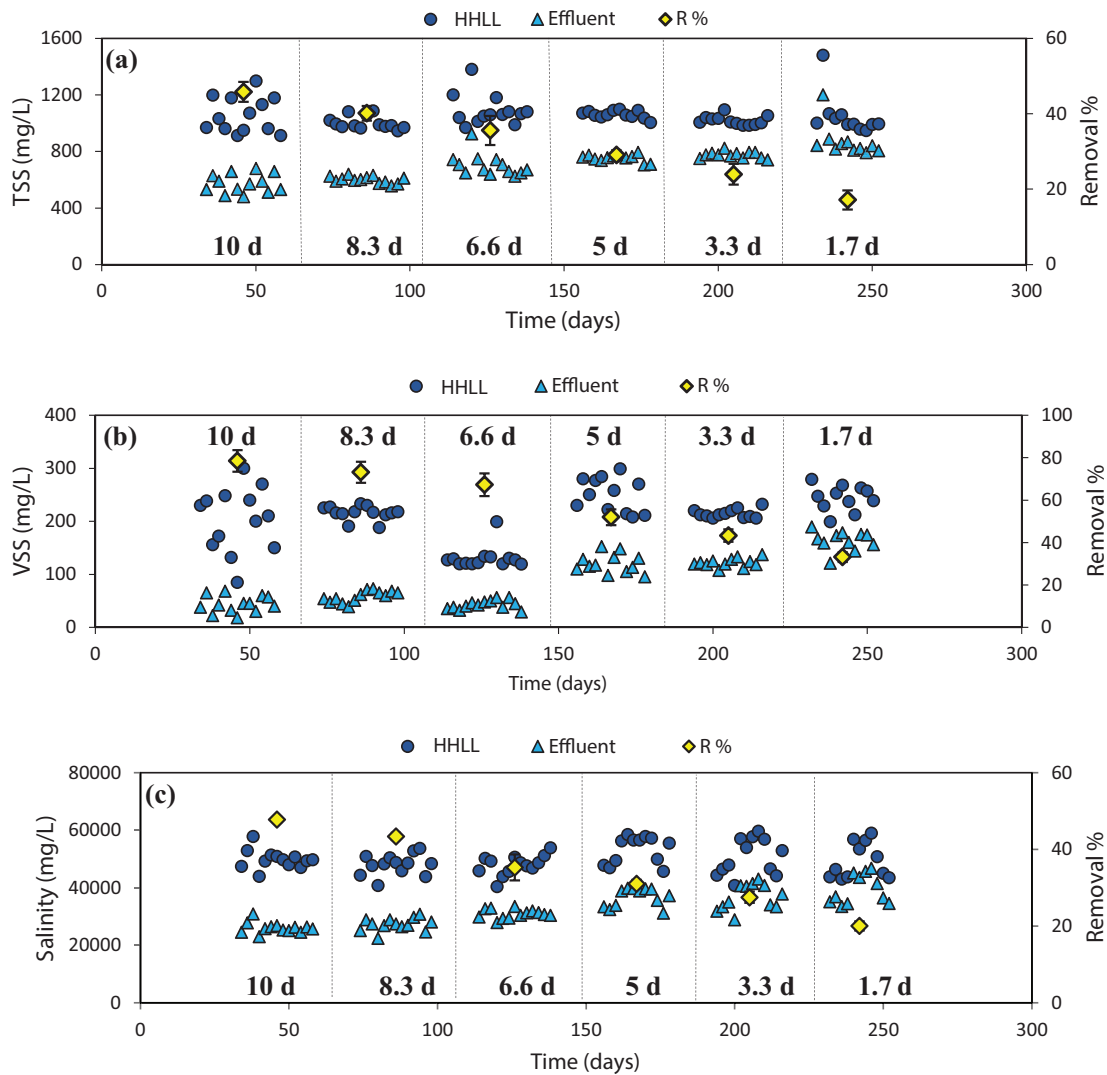 HHLL Effluent R %
1600 60
(a)
1200
40
800
20
400
10 d 8.3 d 6.6 d 5 d 3.3 d 1.7 d
0 0
0 50 100 150 200 250 300
TSS (mg/L)
Removal %
Time (days)
HHLL Effluent R %
400 100
(b) 10 d 8.3 d 6.6 d 5 d 3.3 d 1.7 d
80
300
60
200
40
100
20
0 0
0 50 100 150 200 250 300
VSS (mg/L)
Removal %
Time (days)
HHLL Effluent R %
80000 60
(c)
60000
40
40000
20
20000
10 d 8.3 d 6.6 d 5 d 3.3 d 1.7 d
0 0
0 50 100 150 200 250 300
Salinity (mg/L)
Removal %
Time (days)